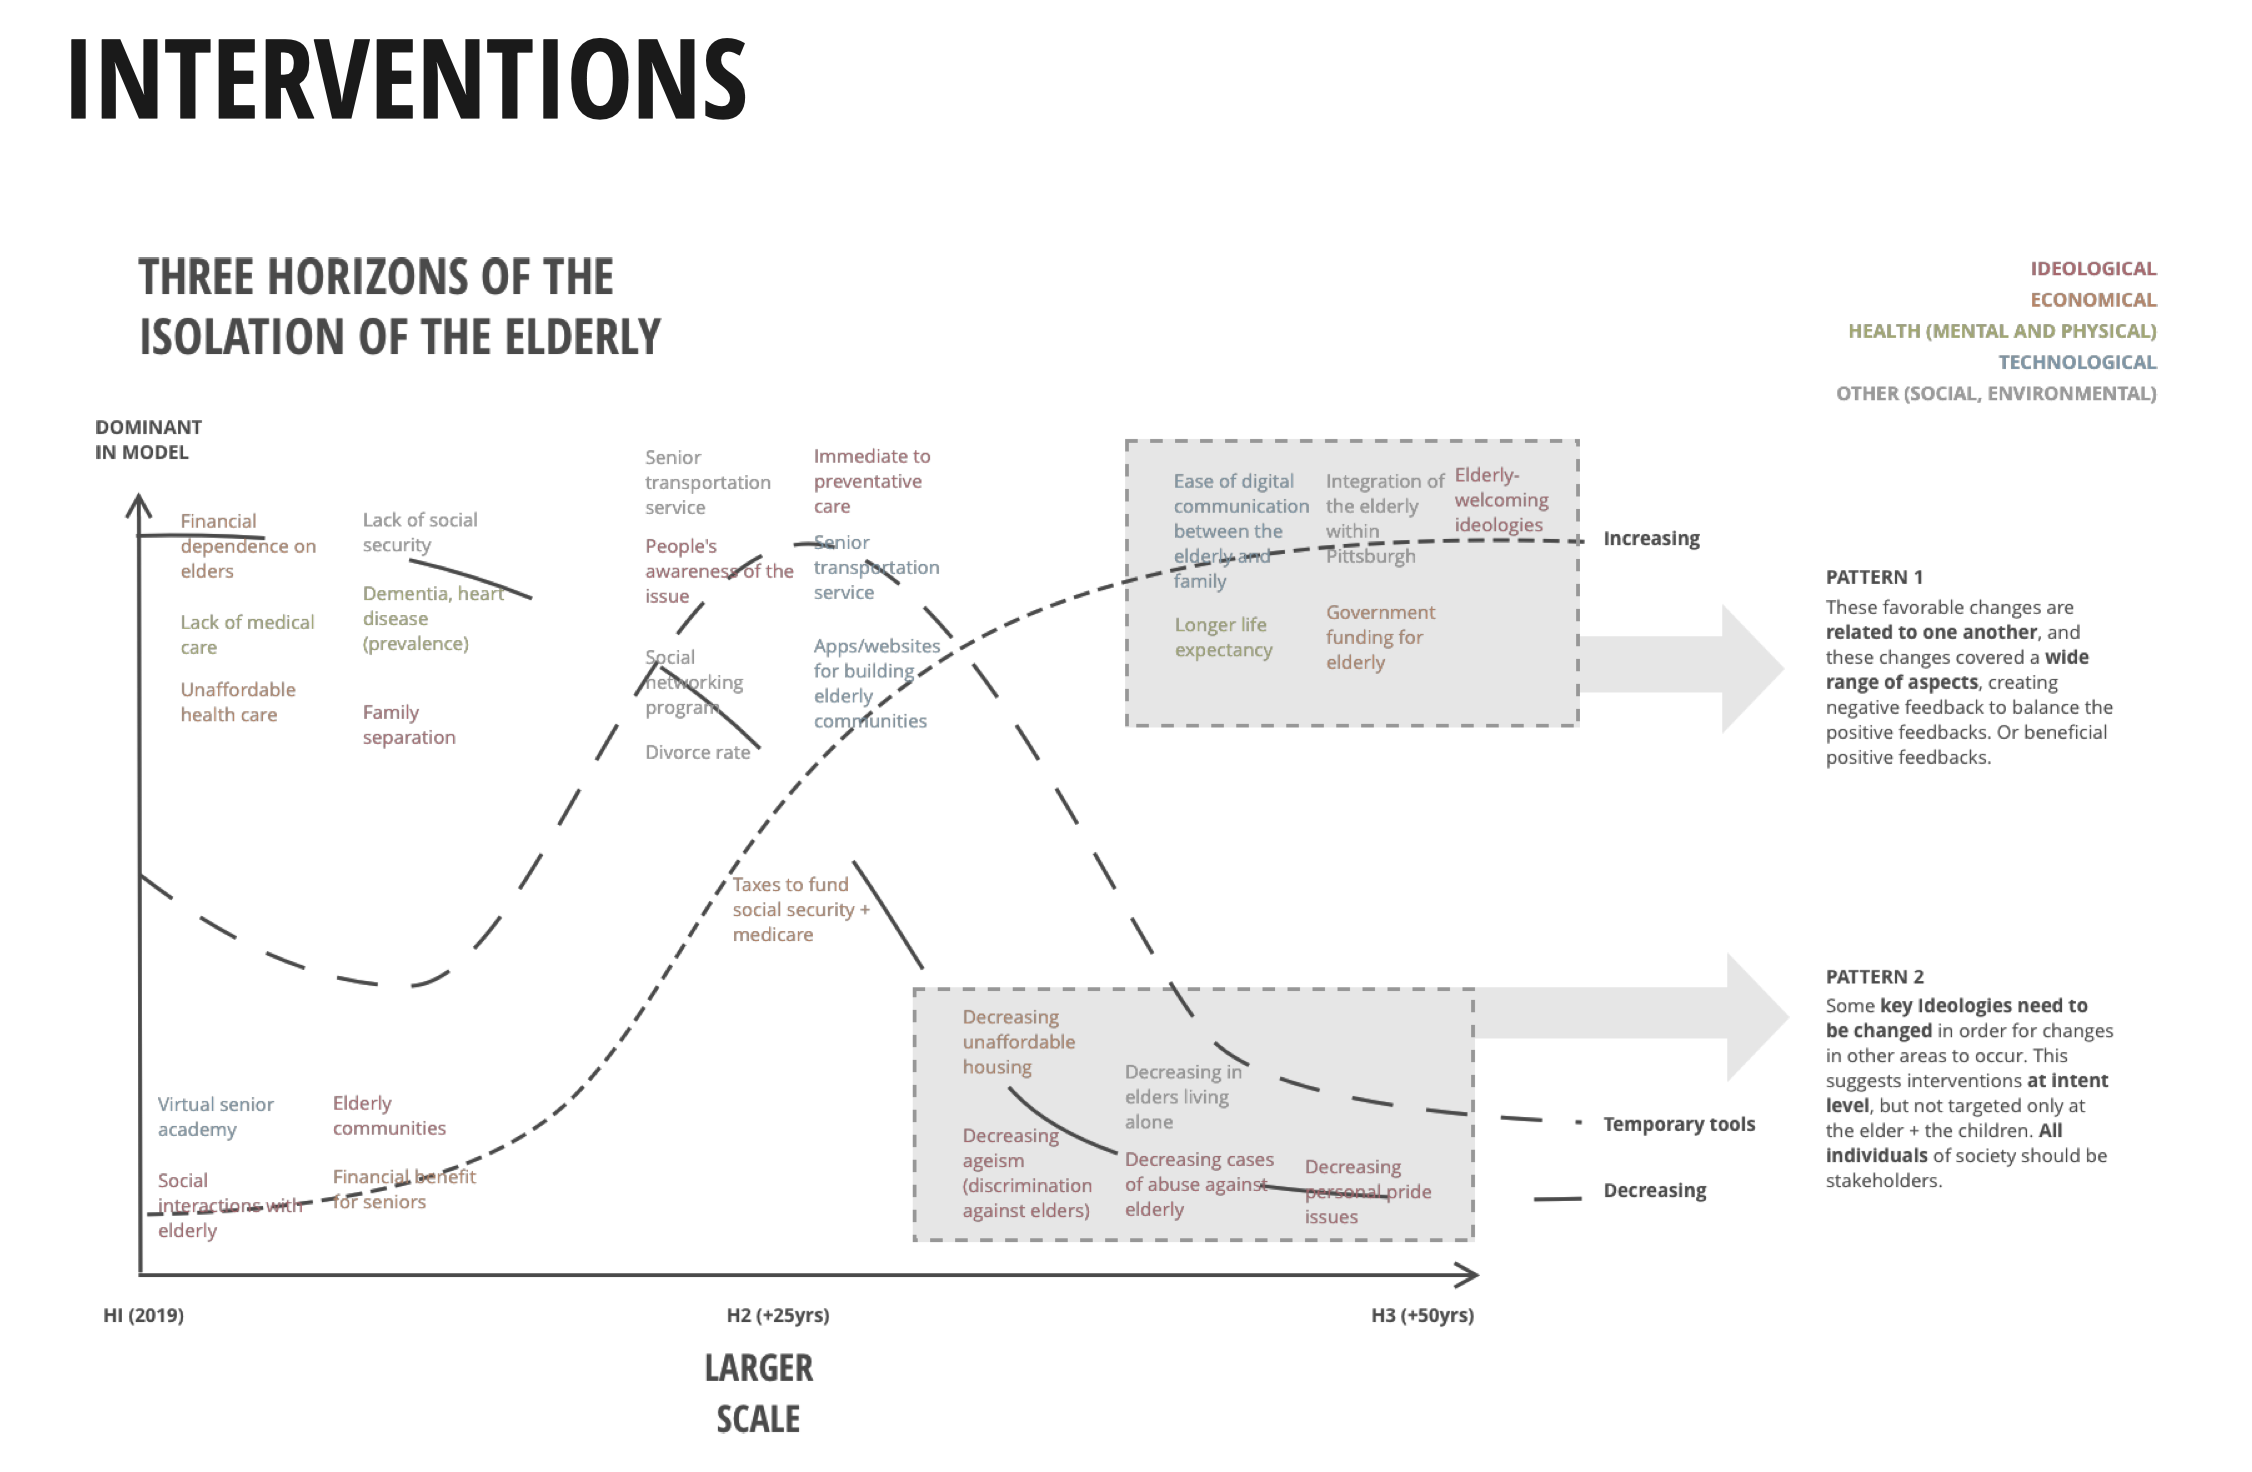 INTERVENTIONS
THREE HORIZONS OF THE
ISOLATION OF THE ELDERLY
IDEOLOGICAL
ECONOMICAL
HEALTH (MENTAL AND PHYSICAL)
TECHNOLOGICAL
OTHER (SOCIAL, ENVIRONMENTAL)
DOMINANT
IN MODEL
Financial
dependence on
elders
Lack of medical
care
Unaffordable
health care
Lack of social
security
Dementia, heart
disease
(prevalence)
Family
separation
Senior
transportation
service
People's
awareness of the
issue
Social
networking
program
Divorce rate
Immediate to
preventative
care
Senior
transportation
service
Apps/websites
for building
elderly
communities
Taxes to fund
social security +
medicare
Ease of digital
communication
between the
elderly and
family
Longer life
expectancy
Integration of
the elderly
within
Pittsburgh
Government
funding for
elderly
Elderly-
welcoming
ideologies
Increasing
PATTERN 1
These favorable changes are
related to one another, and
these changes covered a wide
range of aspects, creating
negative feedback to balance the
positive feedbacks. Or beneficial
positive feedbacks.
Virtual senior
academy
Social
interactions with
elderly
Elderly
communities
Financial benefit
for seniors
Decreasing
unaffordable
housing
Decreasing
ageism
(discrimination
against elders)
Decreasing in
elders living
alone
Decreasing cases
of abuse against
elderly
Decreasing
personal pride
issues
Temporary tools
Decreasing
PATTERN 2
Some key Ideologies need to
be changed in order for changes
in other areas to occur. This
suggests interventions at intent
level, but not targeted only at
the elder + the children. All
individuals of society should be
stakeholders.
HI (2019)
H2 (+25yrs)
H3 (+50yrs)
LARGER
SCALE